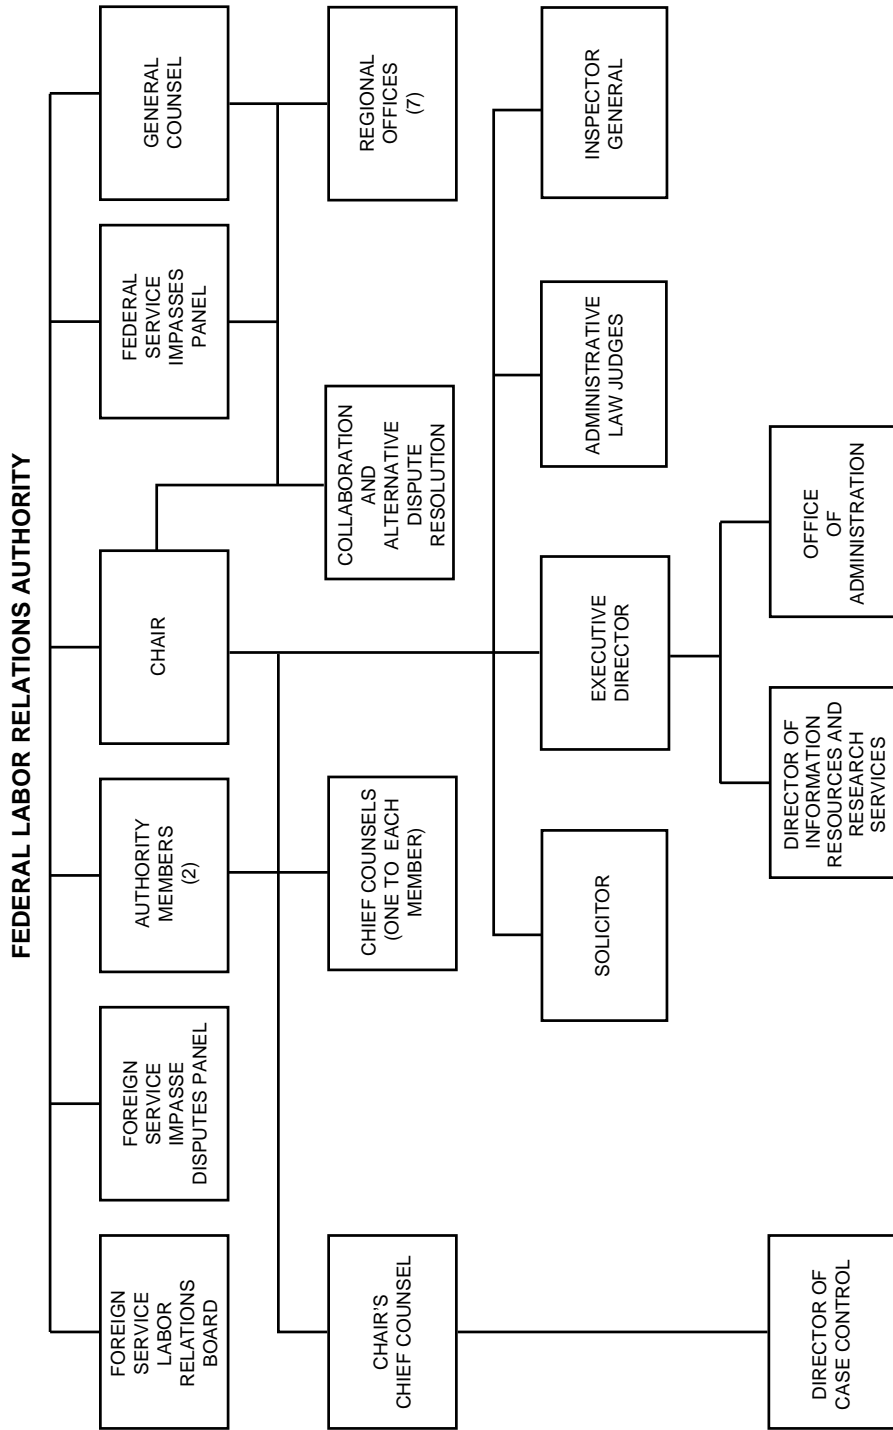 FEDERAL LABOR RELATIONS AUTHORITY
FOREIGN
SERVICE
LABOR
RELATIONS
BOARD
FOREIGN
SERVICE
IMPASSE
DISPUTES PANEL
AUTHORITY
MEMBERS
(2)
CHAIR
FEDERAL
SERVICE
IMPASSES
PANEL
GENERAL
COUNSEL
CHAIR'S
CHIEF COUNSEL
CHIEF COUNSELS
(ONE TO EACH
MEMBER)
COLLABORATION
AND
ALTERNATIVE
DISPUTE
RESOLUTION
REGIONAL
OFFICES
(7)
SOLICITOR
EXECUTIVE
DIRECTOR
ADMINISTRATIVE
LAW JUDGES
INSPECTOR
GENERAL
DIRECTOR OF
CASE CONTROL
DIRECTOR OF
INFORMATION
RESOURCES AND
RESEARCH
SERVICES
OFFICE
OF
ADMINISTRATION